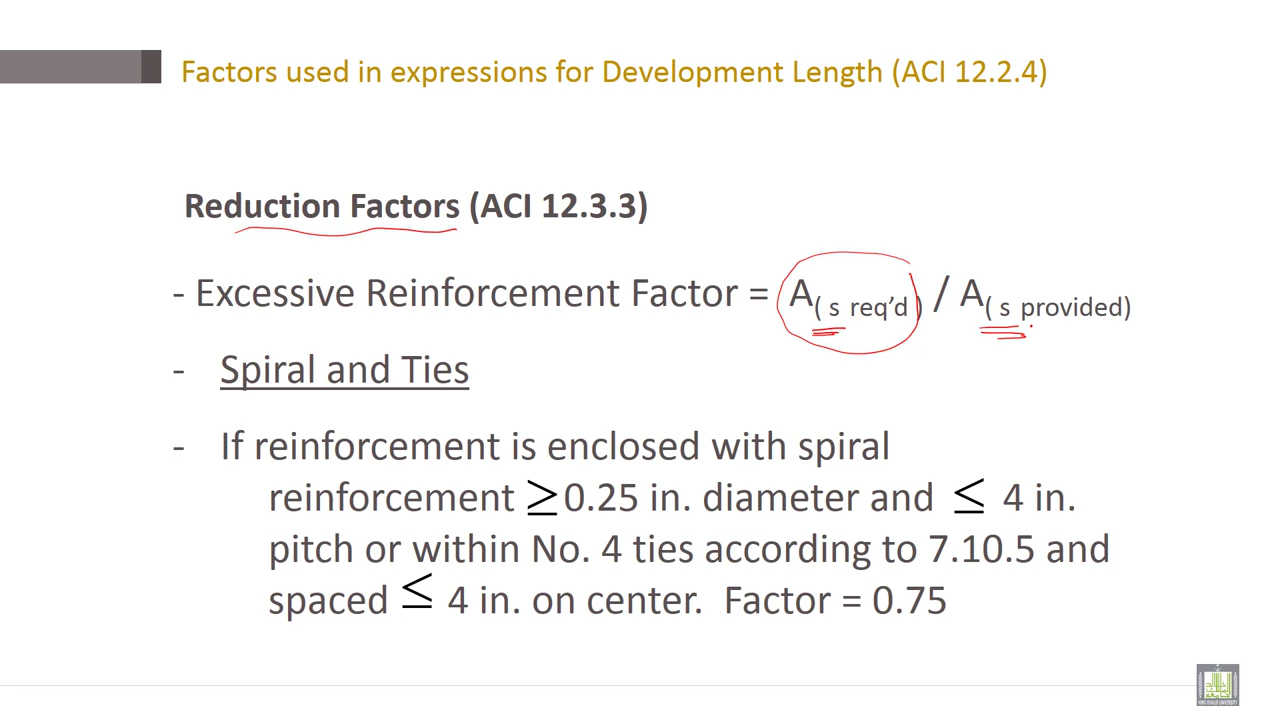 Factors used in expressions for Development Length (ACI 12.2.4)
Reduction Factors (ACI 12.3.3)
- Excessive Reinforcement Factor = A( s req’d ) / A( s provided)
- Spiral and Ties
- If reinforcement is enclosed with spiral
reinforcement ≥ 0.25 in. diameter and ≤ 4 in.
pitch or within No. 4 ties according to 7.10.5 and
spaced ≤ 4 in. on center. Factor = 0.75
KING KHALID UNIVERSITY